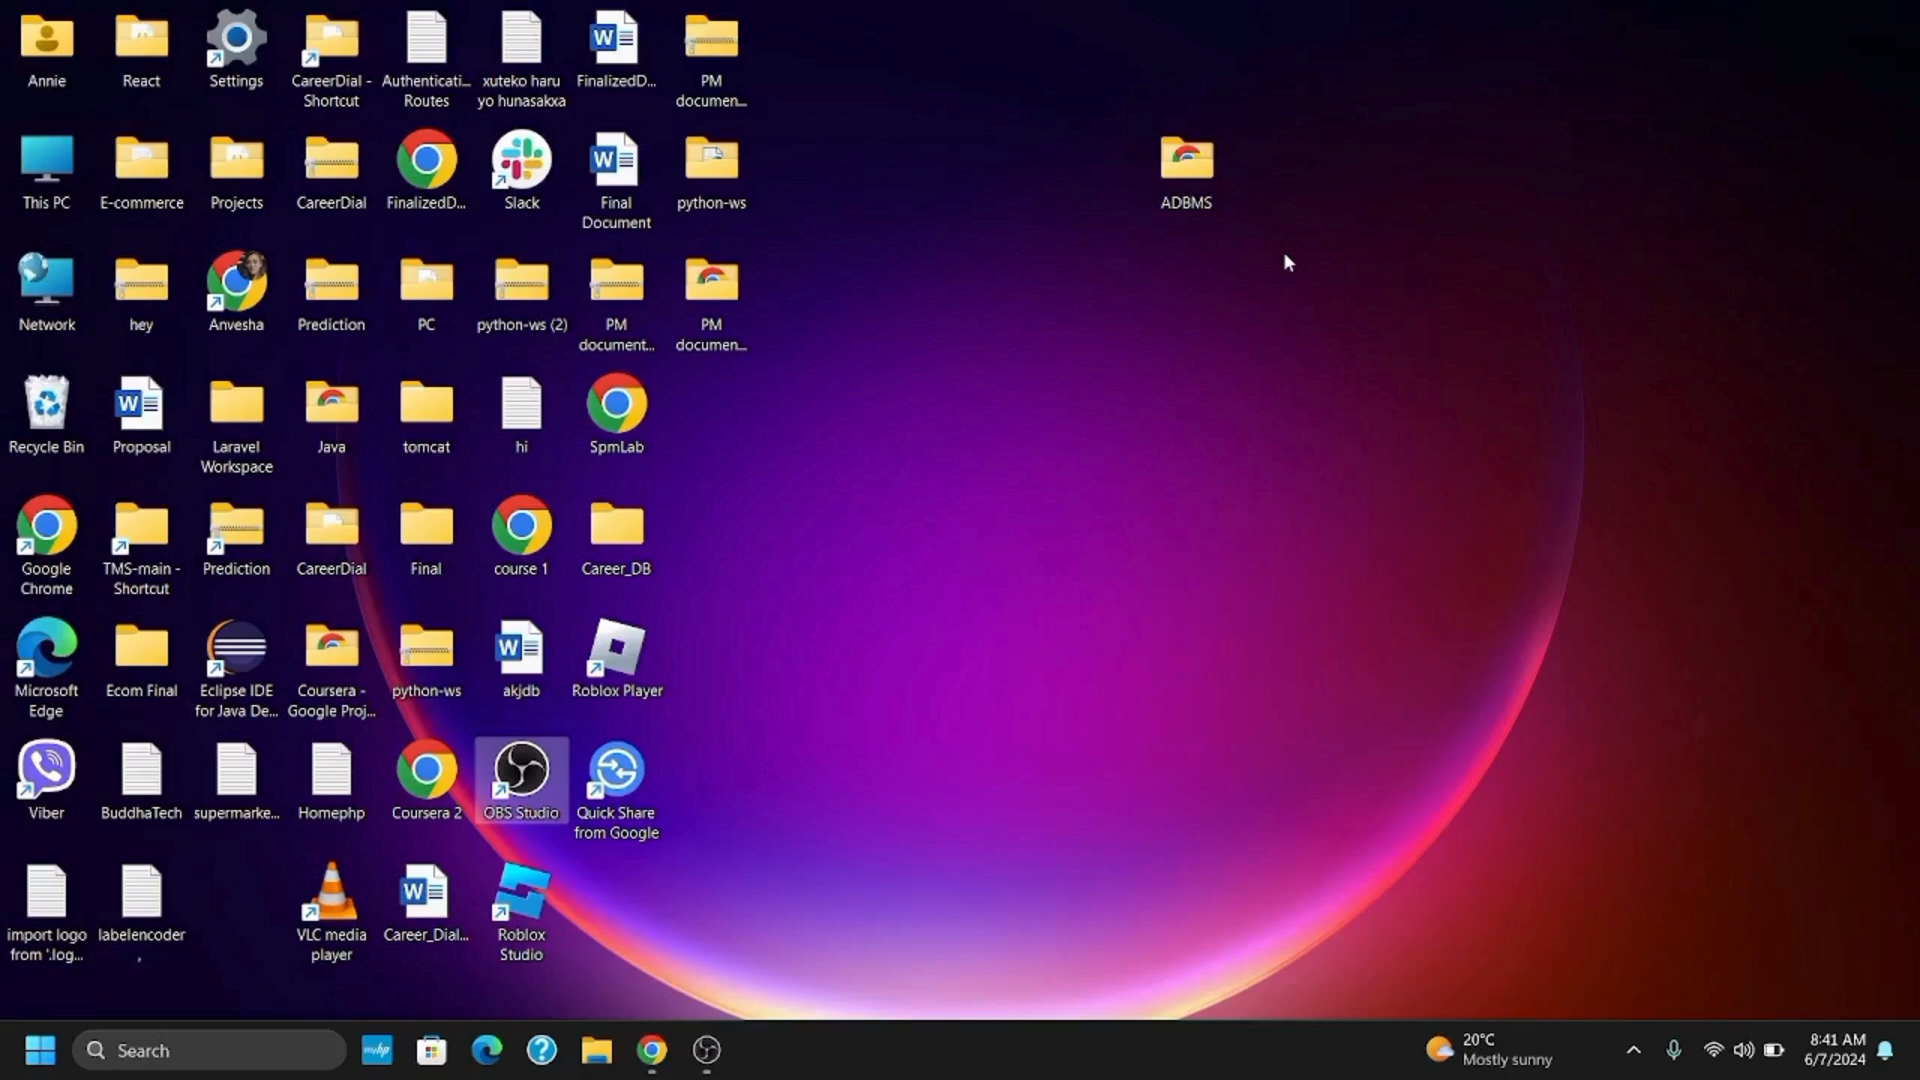 Annie
React
Settings
CareerDial -
Shortcut
Authenticati...
Routes
xuteko haru
yo hunasakxa
FinalizedD...
PM
documen...
This PC
E-commerce
Projects
CareerDial
FinalizedD...
Slack
Final
Document
python-ws
ADBMS
Network
hey
Anvesha
Prediction
PC
python-ws (2)
PM
document...
PM
documen...
Recycle Bin
Proposal
Laravel
Workspace
Java
tomcat
hi
SpmLab
Google
Chrome
TMS-main -
Shortcut
Prediction
CareerDial
Final
course 1
Career_DB
Microsoft
Edge
Ecom Final
Eclipse IDE
for Java De...
Coursera -
Google Proj...
python-ws
akjdb
Roblox Player
Viber
BuddhaTech
supermarke...
Homephp
Coursera 2
OBS Studio
Quick Share
from Google
import logo
from '.log...
labelencoder
,
VLC media
player
Career_Dial...
Roblox
Studio
Search
myhp
20°C
Mostly sunny
8:41 AM
6/7/2024